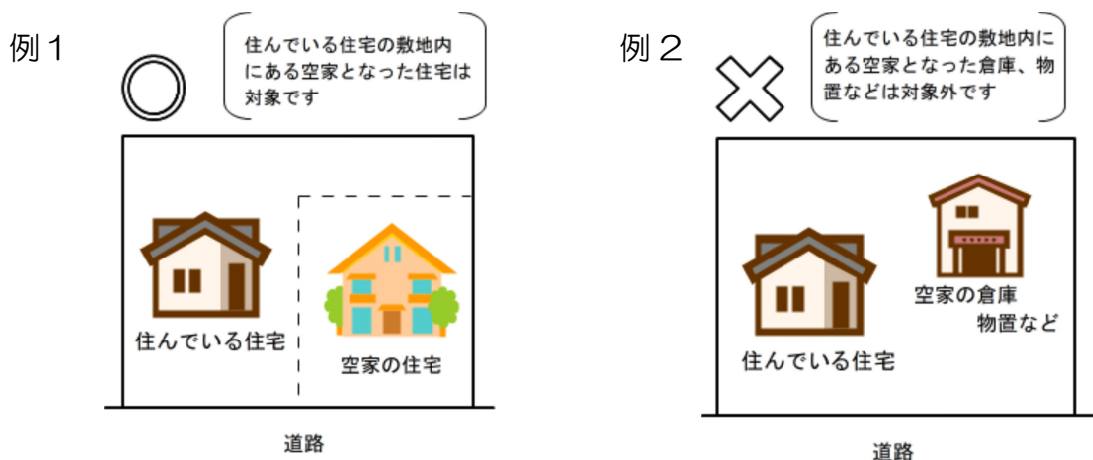 例１
住んでいる住宅の敷地内
にある空家となった住宅は
対象です
住んでいる住宅
空家の住宅
道路
例２
住んでいる住宅の敷地内に
ある空家となった倉庫、物
置などは対象外です
空家の倉庫
物置など
住んでいる住宅
道路